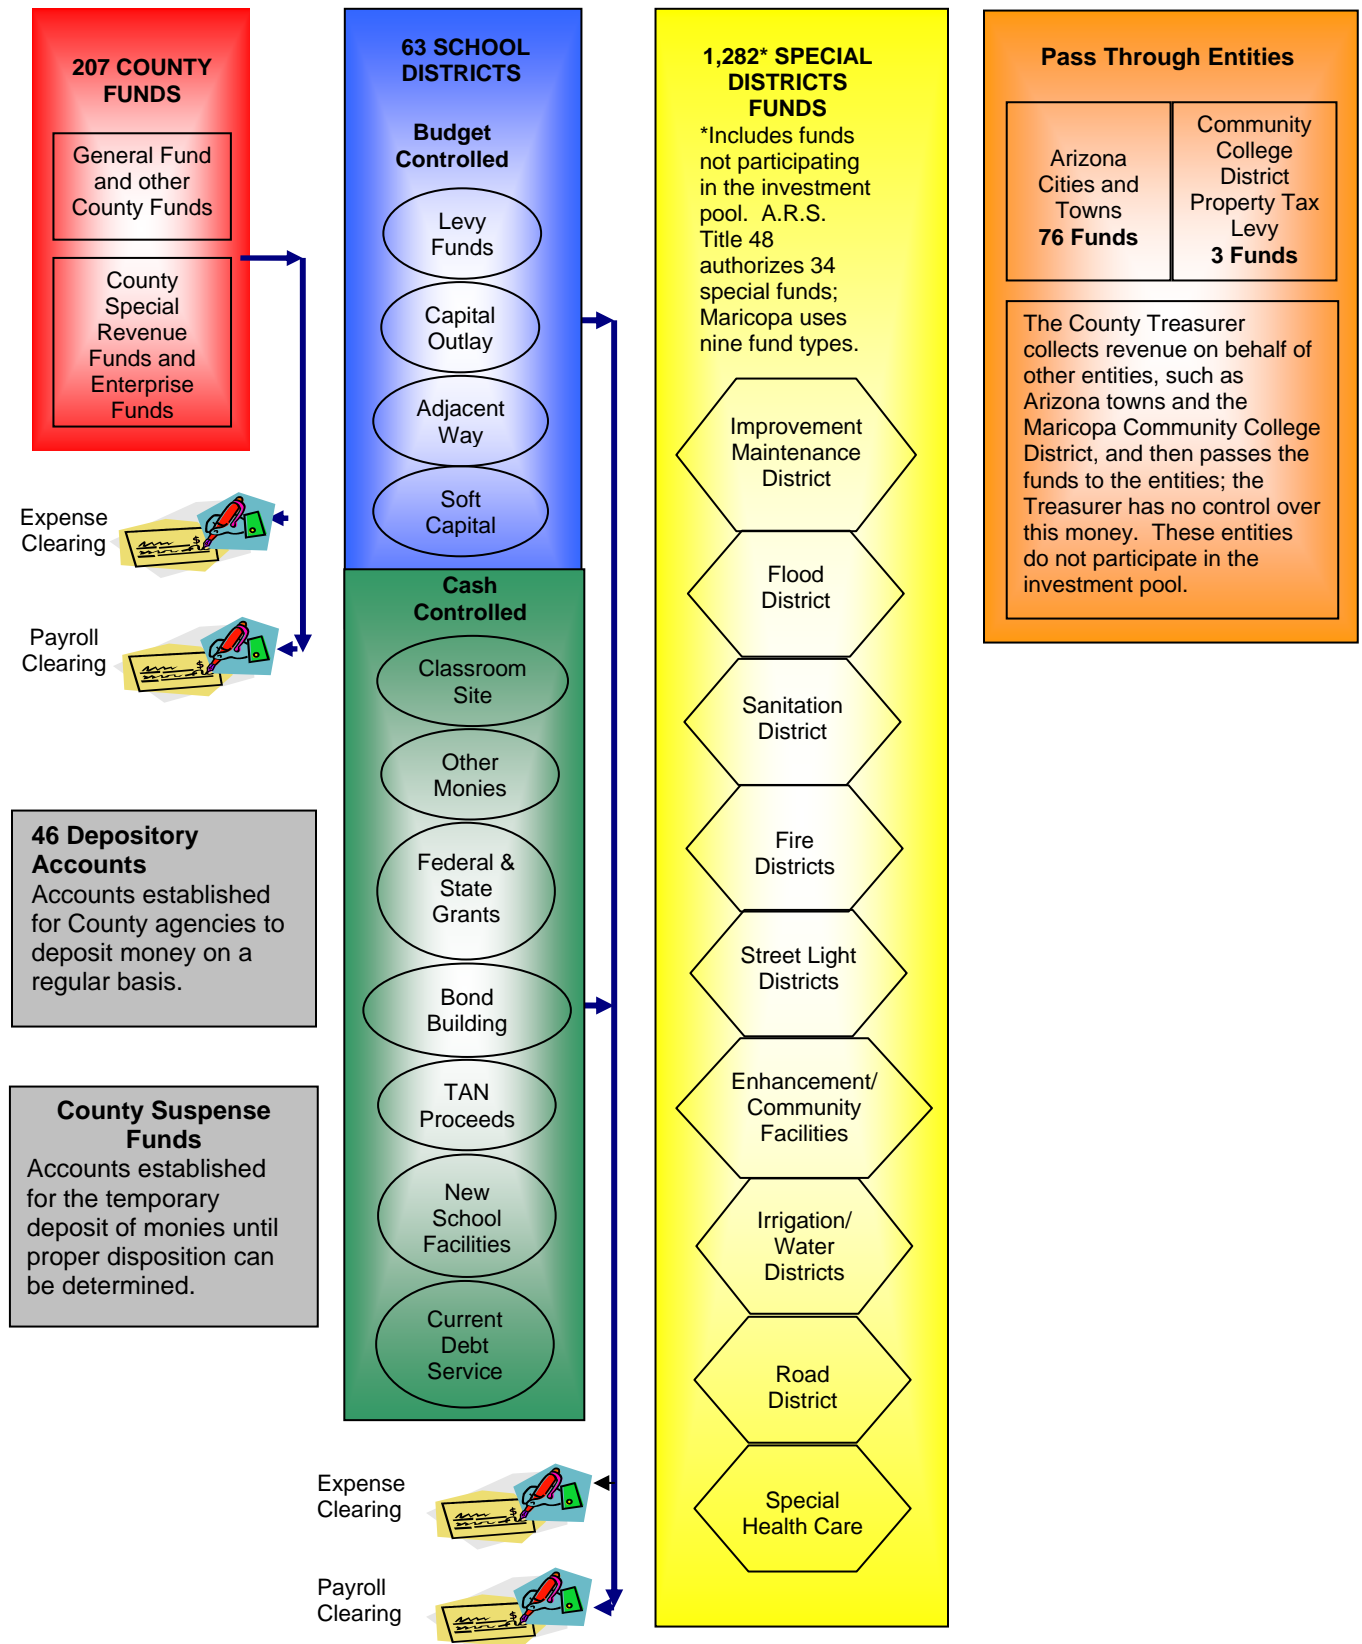 207 COUNTY
FUNDS
General Fund
and other
County Funds
County
Special
Revenue
Funds and
Enterprise
Funds
Expense
Clearing
Payroll
Clearing
46 Depository
Accounts
Accounts established
for County agencies to
deposit money on a
regular basis.
County Suspense
Funds
Accounts established
for the temporary
deposit of monies until
proper disposition can
be determined.
63 SCHOOL
DISTRICTS
Budget
Controlled
Levy
Funds
Capital
Outlay
Adjacent
Way
Soft
Capital
Cash
Controlled
Classroom
Site
Other
Monies
Federal &
State
Grants
Bond
Building
TAN
Proceeds
New
School
Facilities
Current
Debt
Service
Expense
Clearing
Payroll
Clearing
1,282* SPECIAL
DISTRICTS
FUNDS
*Includes funds
not participating
in the investment
pool. A.R.S.
Title 48
authorizes 34
special funds;
Maricopa uses
nine fund types.
Improvement
Maintenance
District
Flood
District
Sanitation
District
Fire
Districts
Street Light
Districts
Enhancement/
Community
Facilities
Irrigation/
Water
Districts
Road
District
Special
Health Care
Pass Through Entities
Arizona
Cities and
Towns
76 Funds
Community
College
District
Property Tax
Levy
3 Funds
The County Treasurer
collects revenue on behalf of
other entities, such as
Arizona towns and the
Maricopa Community College
District, and then passes the
funds to the entities; the
Treasurer has no control over
this money. These entities
do not participate in the
investment pool.